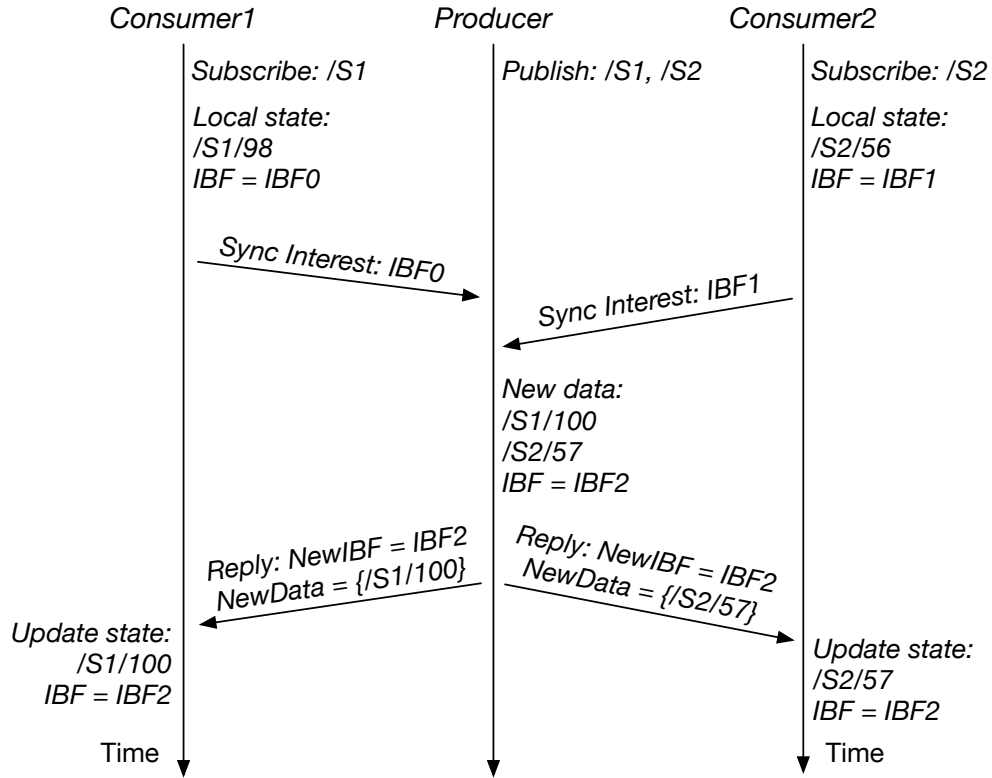 Consumer1
Producer
Consumer2
Subscribe: /S1
Publish: /S1, /S2
Subscribe: /S2
Local state:
/S1/98
IBF = IBF0
Local state:
/S2/56
IBF = IBF1
Sync Interest: IBF0
Sync Interest: IBF1
New data:
/S1/100
/S2/57
IBF = IBF2
Reply: NewIBF = IBF2
NewData = {/S1/100}
Reply: NewIBF = IBF2
NewData = {/S2/57}
Update state:
/S1/100
IBF = IBF2
Update state:
/S2/57
IBF = IBF2
Time
Time